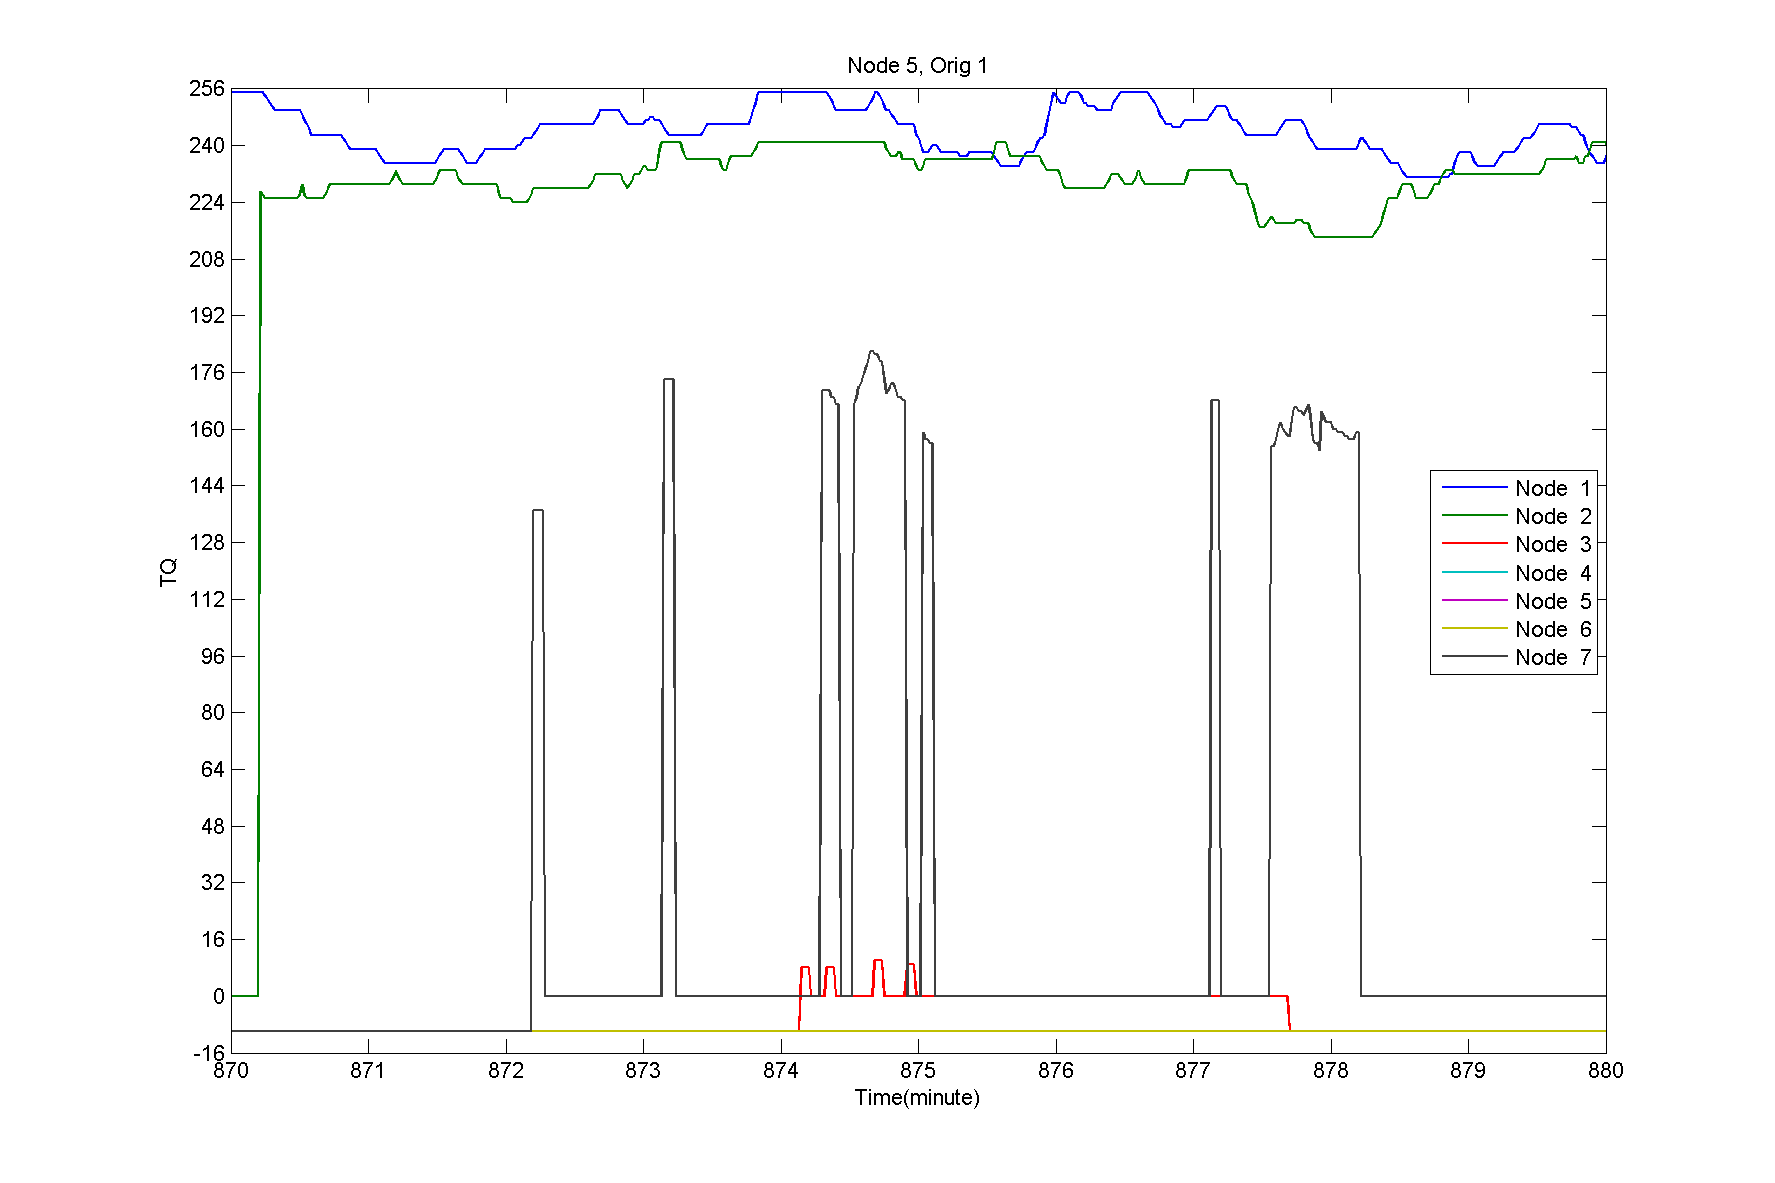 Node 5, Orig 1
256
240
224
208
192
176
160
144
128
112
96
80
64
48
32
16
0
-16
TQ
Node 1
Node 2
Node 3
Node 4
Node 5
Node 6
Node 7
870 871 872 873 874 875 876 877 878 879 880
Time(minute)